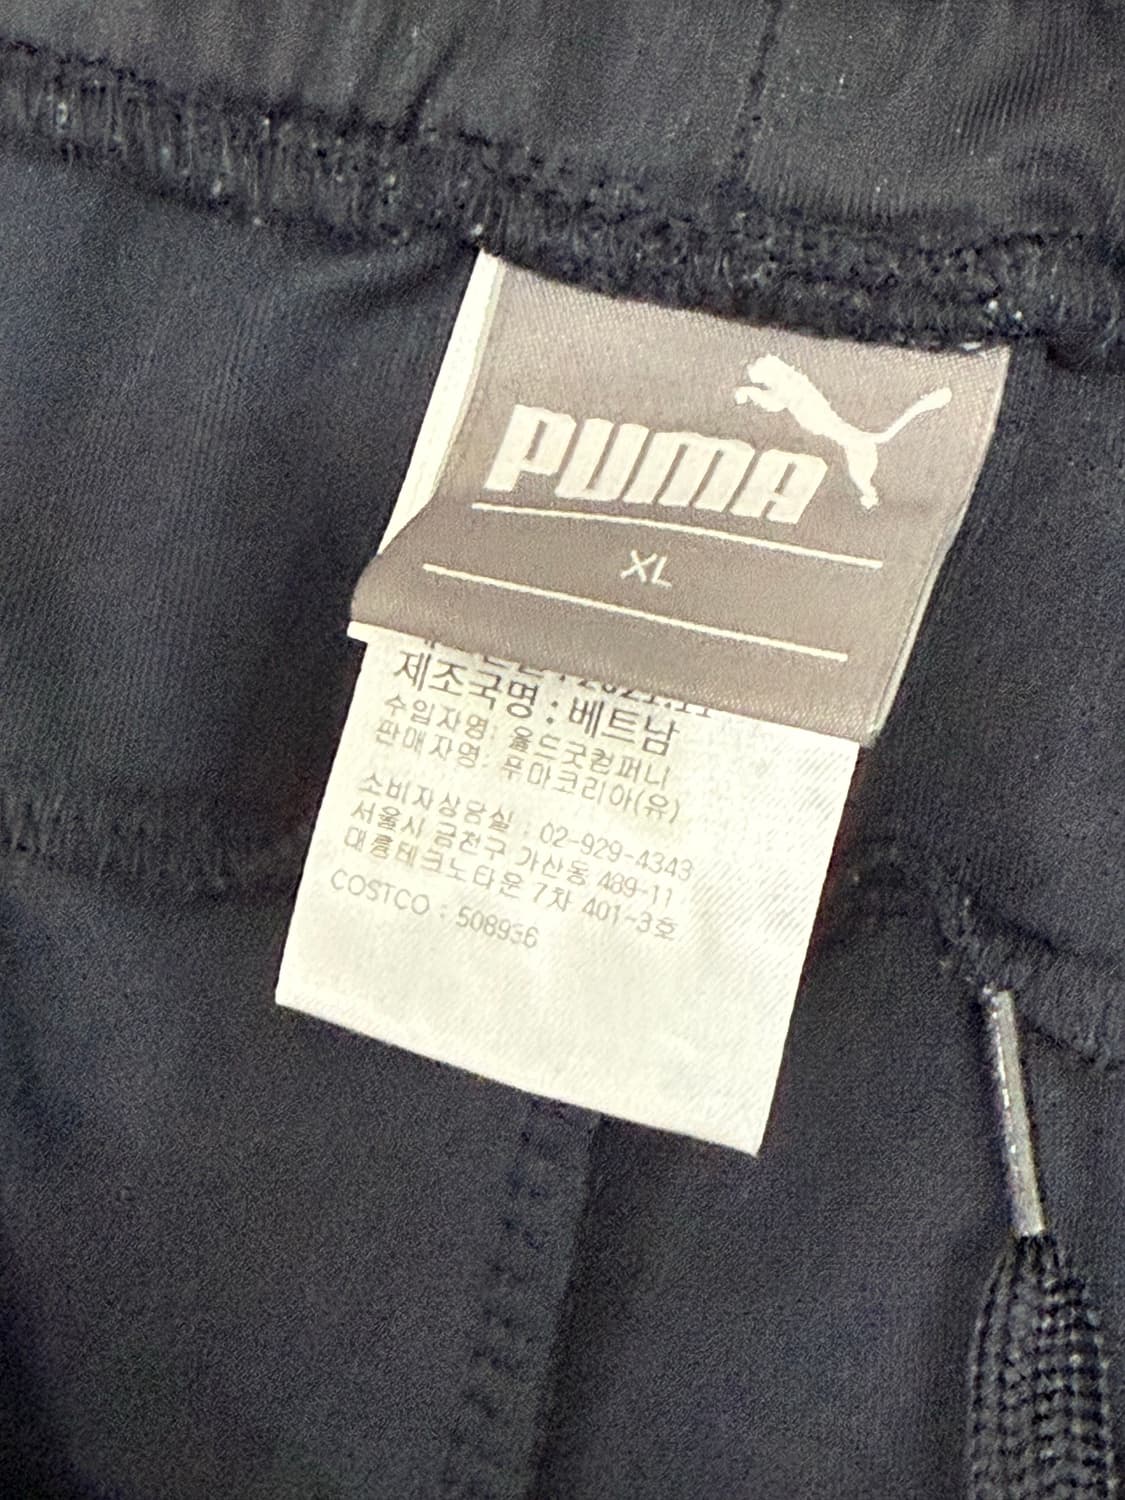 PUMA
XL
제조국명 : 베트남
수입자명: 올드굿컴퍼니
판매자명: 푸마코리아(유)
소비자상담실 : 02-929-4343
서울시 금천구 가산동 489-11
대륭테크노타운 7차 401~3호
COSTCO : 508936